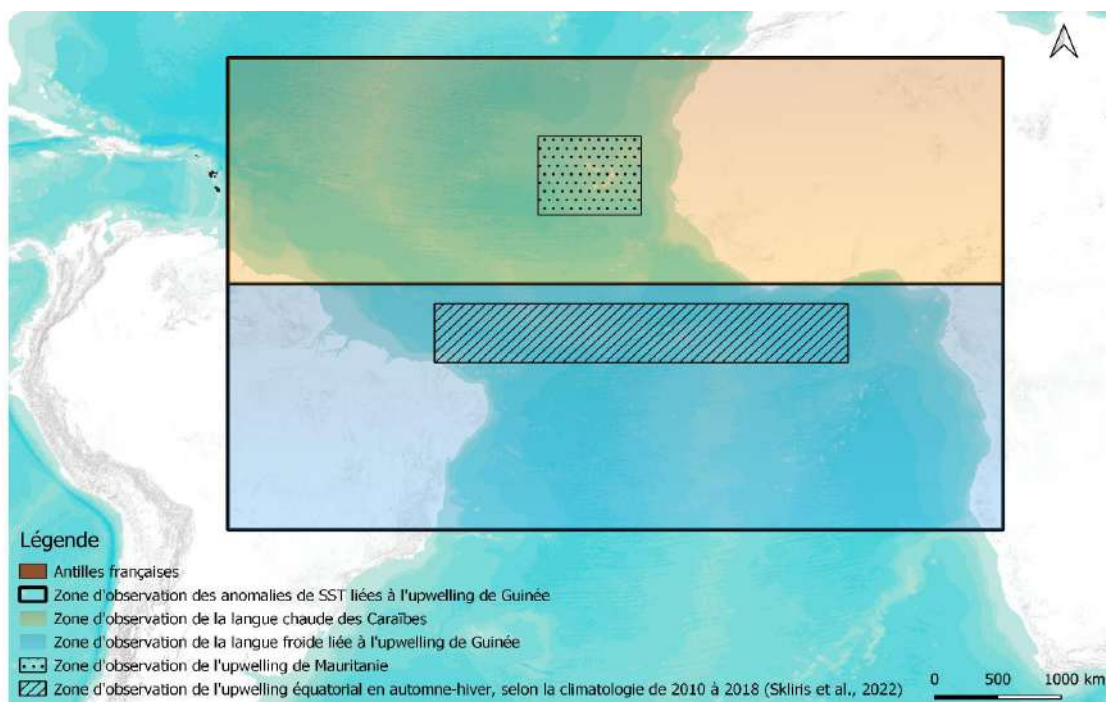 Légende
Antilles françaises
Zone d'observation des anomalies de SST liées à l'upwelling de Guinée
Zone d'observation de la langue chaude des Caraïbes
Zone d'observation de la langue froide liée à l'upwelling de Guinée
Zone d'observation de l'upwelling de Mauritanie
Zone d'observation de l'upwelling équatorial en automne-hiver, selon la climatologie de 2010 à 2018 (Skliris et al., 2022)
0 500 1000 km